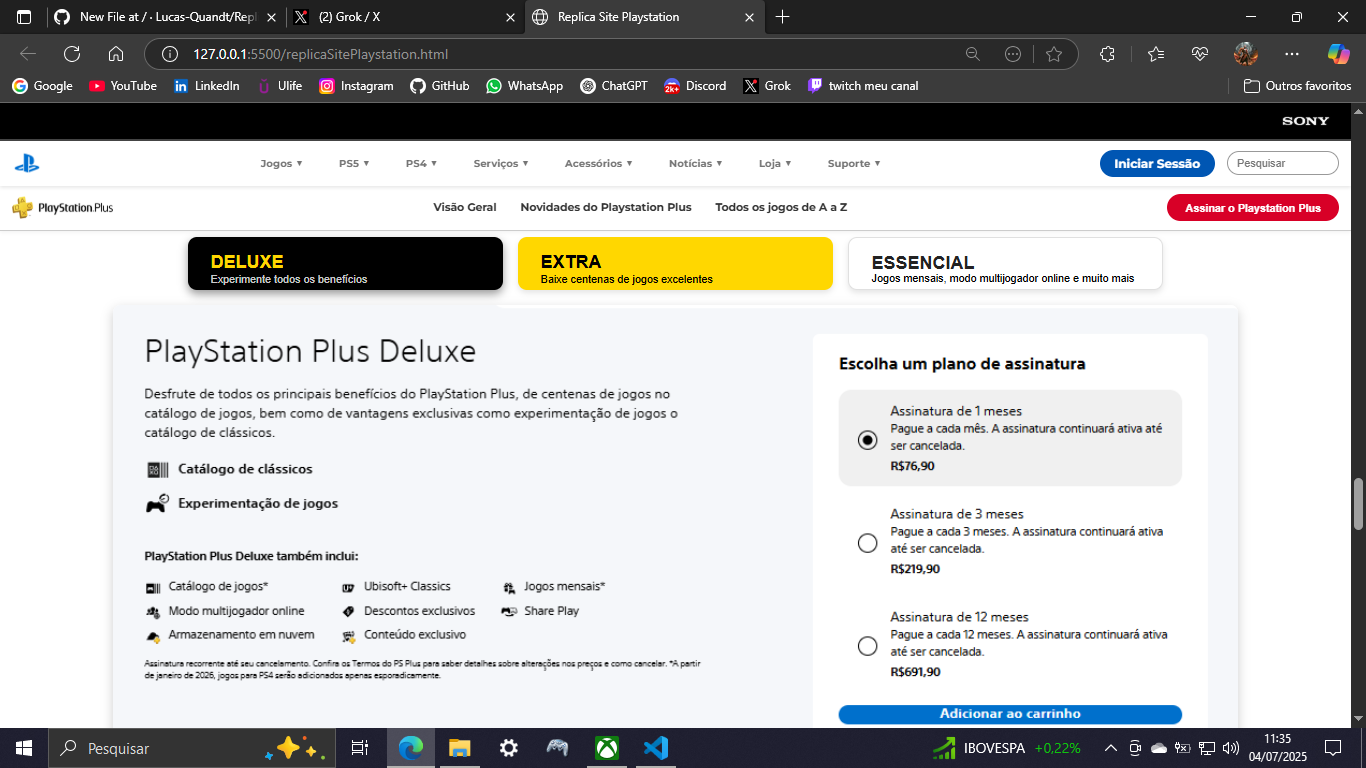 New File at / · Lucas-Quandt/Repl
(2) Grok / X
Replica Site Playstation
127.0.0.1:5500/replicaSitePlaystation.html
Google
YouTube
LinkedIn
Ulife
Instagram
GitHub
WhatsApp
ChatGPT
2K+
Discord
Grok
twitch meu canal
Outros favoritos
SONY
Jogos ▼
PS5 ▼
PS4 ▼
Serviços ▼
Acessórios ▼
Notícias ▼
Loja ▼
Suporte ▼
Iniciar Sessão
Pesquisar
PlayStation.Plus
Visão Geral
Novidades do Playstation Plus
Todos os jogos de A a Z
Assinar o Playstation Plus
DELUXE
Experimente todos os benefícios
EXTRA
Baixe centenas de jogos excelentes
ESSENCIAL
Jogos mensais, modo multijogador online e muito mais
PlayStation Plus Deluxe
Desfrute de todos os principais benefícios do PlayStation Plus, de centenas de jogos no
catálogo de jogos, bem como de vantagens exclusivas como experimentação de jogos o
catálogo de clássicos.
Catálogo de clássicos
Experimentação de jogos
PlayStation Plus Deluxe também inclui:
Catálogo de jogos*
Ubisoft+ Classics
Jogos mensais*
Modo multijogador online
Descontos exclusivos
Share Play
Armazenamento em nuvem
Conteúdo exclusivo
Assinatura recorrente até seu cancelamento. Confira os Termos do PS Plus para saber detalhes sobre alterações nos preços e como cancelar. *A partir
de janeiro de 2026, jogos para PS4 serão adicionados apenas esporadicamente.
Escolha um plano de assinatura
Assinatura de 1 meses
Pague a cada mês. A assinatura continuará ativa até
ser cancelada.
R$76,90
Assinatura de 3 meses
Pague a cada 3 meses. A assinatura continuará ativa
até ser cancelada.
R$219,90
Assinatura de 12 meses
Pague a cada 12 meses. A assinatura continuará ativa
até ser cancelada.
R$691,90
Adicionar ao carrinho
Pesquisar
IBOVESPA +0,22%
11:35
04/07/2025